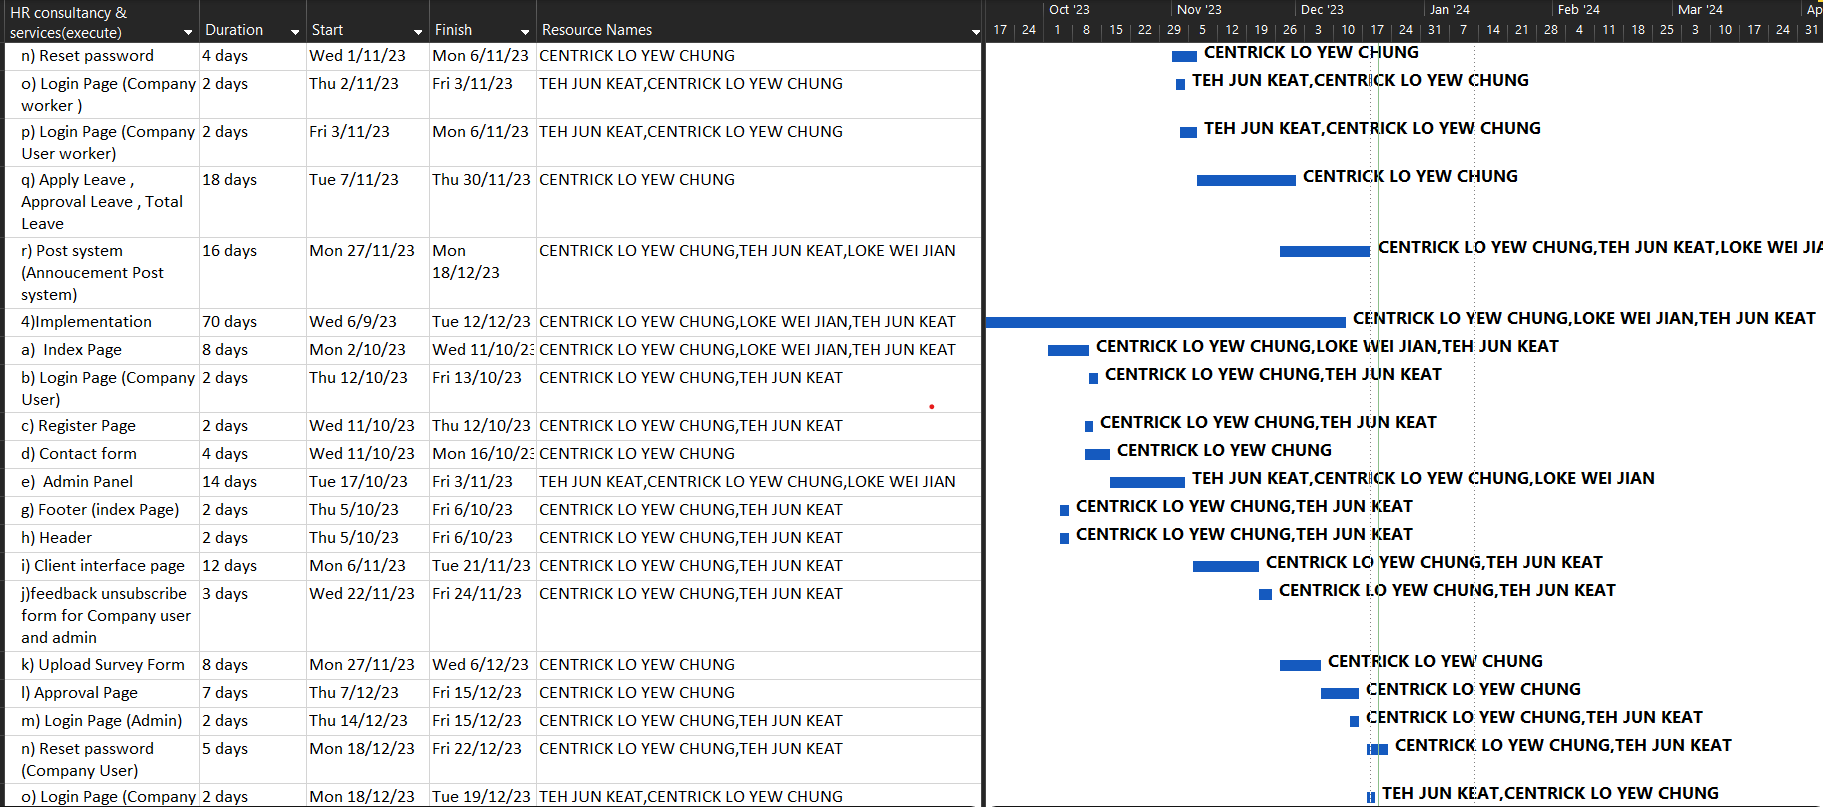 HR consultancy &
services(execute) Duration Start Finish Resource Names
n) Reset password 4 days Wed 1/11/23 Mon 6/11/23 CENTRICK LO YEW CHUNG
o) Login Page (Company 2 days Thu 2/11/23 Fri 3/11/23 TEH JUN KEAT,CENTRICK LO YEW CHUNG
worker )
p) Login Page (Company 2 days Fri 3/11/23 Mon 6/11/23 TEH JUN KEAT,CENTRICK LO YEW CHUNG
User worker)
q) Apply Leave , 18 days Tue 7/11/23 Thu 30/11/23 CENTRICK LO YEW CHUNG
Approval Leave , Total
Leave
r) Post system 16 days Mon 27/11/23 Mon CENTRICK LO YEW CHUNG,TEH JUN KEAT,LOKE WEI JIAN
(Annoucement Post 18/12/23
system)
4)Implementation 70 days Wed 6/9/23 Tue 12/12/23 CENTRICK LO YEW CHUNG,LOKE WEI JIAN,TEH JUN KEAT
a) Index Page 8 days Mon 2/10/23 Wed 11/10/23 CENTRICK LO YEW CHUNG,LOKE WEI JIAN,TEH JUN KEAT
b) Login Page (Company 2 days Thu 12/10/23 Fri 13/10/23 CENTRICK LO YEW CHUNG,TEH JUN KEAT
User)
c) Register Page 2 days Wed 11/10/23 Thu 12/10/23 CENTRICK LO YEW CHUNG,TEH JUN KEAT
d) Contact form 4 days Wed 11/10/23 Mon 16/10/23 CENTRICK LO YEW CHUNG
e) Admin Panel 14 days Tue 17/10/23 Fri 3/11/23 TEH JUN KEAT,CENTRICK LO YEW CHUNG,LOKE WEI JIAN
g) Footer (index Page) 2 days Thu 5/10/23 Fri 6/10/23 CENTRICK LO YEW CHUNG,TEH JUN KEAT
h) Header 2 days Thu 5/10/23 Fri 6/10/23 CENTRICK LO YEW CHUNG,TEH JUN KEAT
i) Client interface page 12 days Mon 6/11/23 Tue 21/11/23 CENTRICK LO YEW CHUNG,TEH JUN KEAT
j)feedback unsubscribe 3 days Wed 22/11/23 Fri 24/11/23 CENTRICK LO YEW CHUNG,TEH JUN KEAT
form for Company user
and admin
k) Upload Survey Form 8 days Mon 27/11/23 Wed 6/12/23 CENTRICK LO YEW CHUNG
l) Approval Page 7 days Thu 7/12/23 Fri 15/12/23 CENTRICK LO YEW CHUNG
m) Login Page (Admin) 2 days Thu 14/12/23 Fri 15/12/23 CENTRICK LO YEW CHUNG,TEH JUN KEAT
n) Reset password 5 days Mon 18/12/23 Fri 22/12/23 CENTRICK LO YEW CHUNG,TEH JUN KEAT
(Company User)
o) Login Page (Company 2 days Mon 18/12/23 Tue 19/12/23 TEH JUN KEAT,CENTRICK LO YEW CHUNG
Oct '23 Nov '23 Dec '23 Jan '24 Feb '24 Mar '24 Ap
17 24 1 8 15 22 29 5 12 19 26 3 10 17 24 31 7 14 21 28 4 11 18 25 3 10 17 24 31
CENTRICK LO YEW CHUNG
TEH JUN KEAT,CENTRICK LO YEW CHUNG
TEH JUN KEAT,CENTRICK LO YEW CHUNG
CENTRICK LO YEW CHUNG
CENTRICK LO YEW CHUNG,TEH JUN KEAT,LOKE WEI JIA
CENTRICK LO YEW CHUNG,LOKE WEI JIAN,TEH JUN KEAT
CENTRICK LO YEW CHUNG,LOKE WEI JIAN,TEH JUN KEAT
CENTRICK LO YEW CHUNG,TEH JUN KEAT
CENTRICK LO YEW CHUNG,TEH JUN KEAT
CENTRICK LO YEW CHUNG
TEH JUN KEAT,CENTRICK LO YEW CHUNG,LOKE WEI JIAN
CENTRICK LO YEW CHUNG,TEH JUN KEAT
CENTRICK LO YEW CHUNG,TEH JUN KEAT
CENTRICK LO YEW CHUNG,TEH JUN KEAT
CENTRICK LO YEW CHUNG,TEH JUN KEAT
CENTRICK LO YEW CHUNG
CENTRICK LO YEW CHUNG
CENTRICK LO YEW CHUNG,TEH JUN KEAT
CENTRICK LO YEW CHUNG,TEH JUN KEAT
TEH JUN KEAT,CENTRICK LO YEW CHUNG